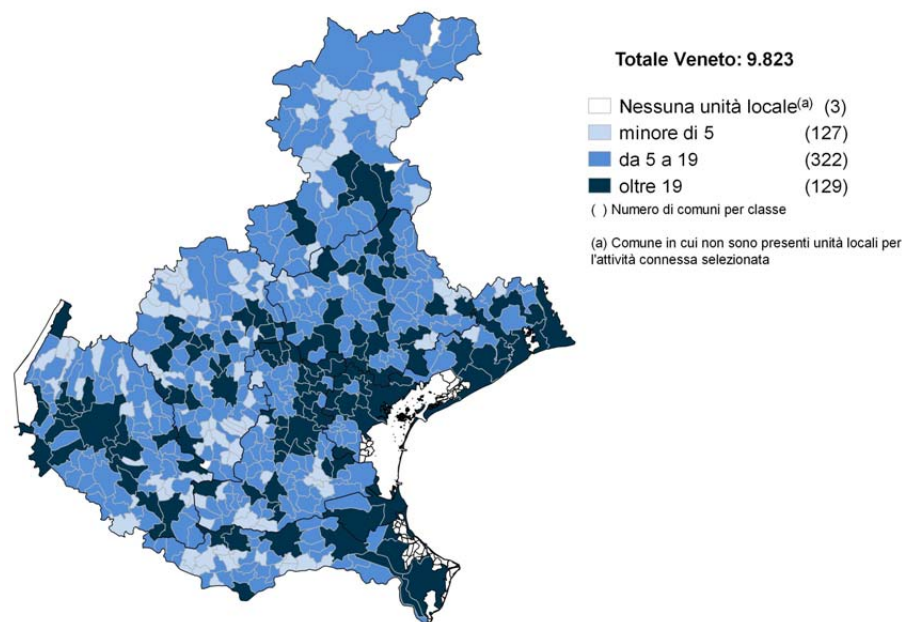 Totale Veneto: 9.823
Nessuna unità locale(a) (3)
minore di 5 (127)
da 5 a 19 (322)
oltre 19 (129)
( ) Numero di comuni per classe
(a) Comune in cui non sono presenti unità locali per
l'attività connessa selezionata